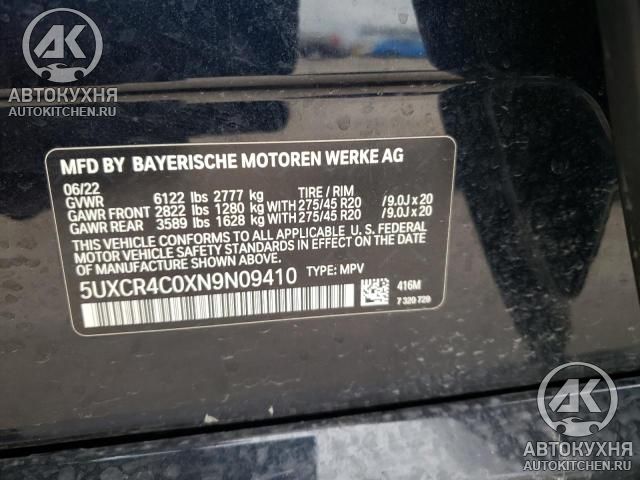 АК
АВТОКУХНЯ
AUTOKITCHEN.RU
MFD BY BAYERISCHE MOTOREN WERKE AG
06/22
GVWR 6122 lbs 2777 kg TIRE / RIM
GAWR FRONT 2822 lbs 1280 kg WITH 275/45 R20 /9.0J x 20
GAWR REAR 3589 lbs 1628 kg WITH 275/45 R20 /9.0J x 20
THIS VEHICLE CONFORMS TO ALL APPLICABLE U. S. FEDERAL
MOTOR VEHICLE SAFETY STANDARDS IN EFFECT
ON THE DATE OF MANUFACTURE SHOWN ABOVE
5UXCR4C0XN9N09410 TYPE: MPV
416M
7 320 729
АК
АВТОКУХНЯ
AUTOKITCHEN.RU